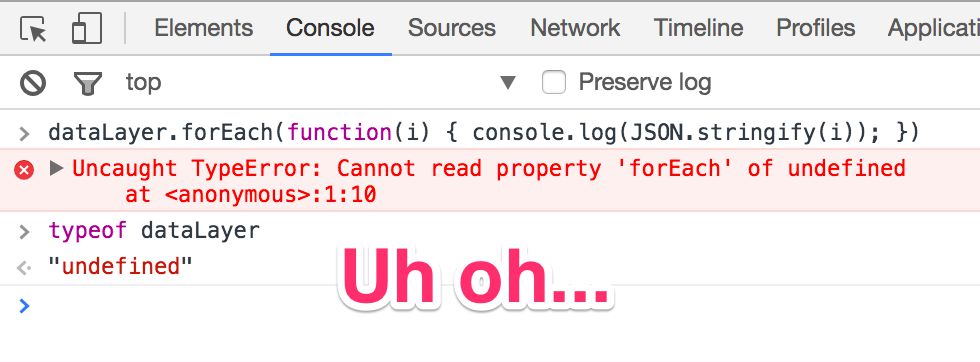 Elements Console Sources Network Timeline Profiles Applicati
top Preserve log
> dataLayer.forEach(function(i) { console.log(JSON.stringify(i)); })
Uncaught TypeError: Cannot read property 'forEach' of undefined
at <anonymous>:1:10
> typeof dataLayer
"undefined"
Uh oh...
>